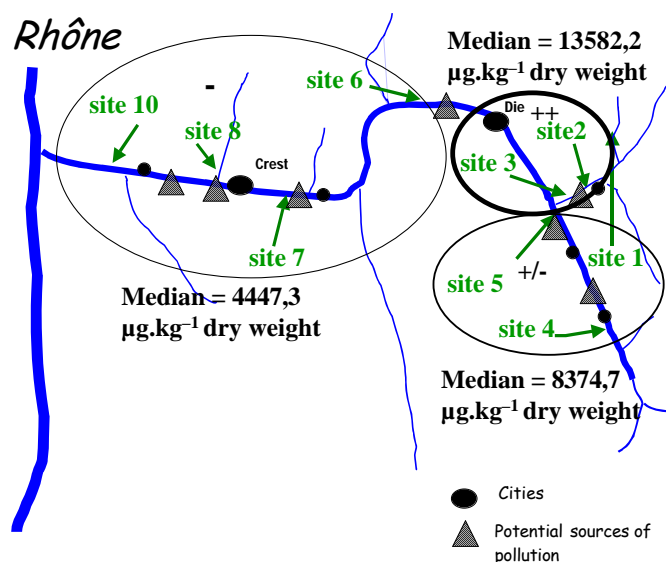 Rhône
Median = 13582,2
µg.kg⁻¹ dry weight
site 6
site 10
-
site 8
Die
++
site2
Crest
site 3
site 7
site 5
+/-
site 1
Median = 4447,3
µg.kg⁻¹ dry weight
site 4
Median = 8374,7
µg.kg⁻¹ dry weight
Cities
Potential sources of
pollution